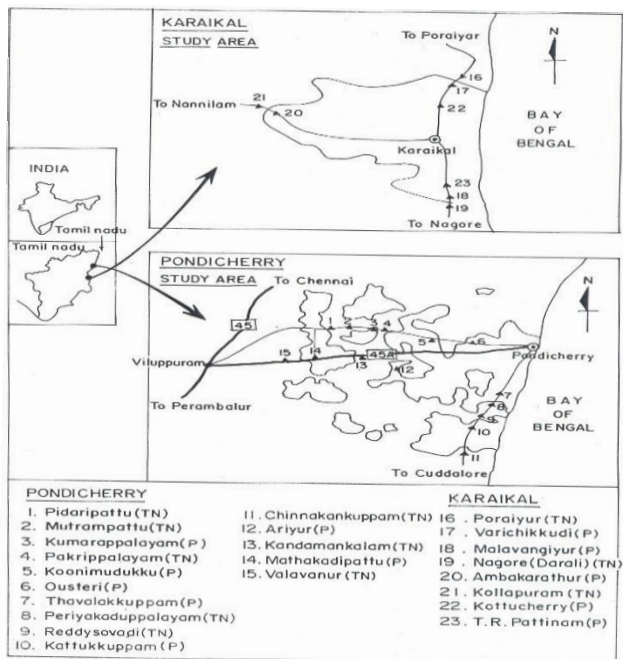 KARAIKAL
STUDY AREA
To Poraiyar
N
16
17
To Nannilam
21
20
22
Karaikal
BAY
OF
BENGAL
23
18
19
To Nagore
INDIA
Tamil nadu
Tamil nadu
PONDICHERRY
STUDY AREA
To Chennai
N
45
1 2 3 4
5 6
Pondicherry
Viluppuram
15 14 13 45A
12
To Perambalur
7
8
9
10
11
BAY
OF
BENGAL
To Cuddalore
PONDICHERRY
1. Pidaripattu(TN)
2. Mutrampattu(TN)
3. Kumarappalayam(P)
4. Pakrippalayam(TN)
5. Koonimudukku(P)
6. Ousteri(P)
7. Thavalakkuppam(P)
8. Periyakaduppalayam(TN)
9. Reddysovadi(TN)
10. Kattukkuppam(P)
11. Chinnakankuppam(TN)
12. Ariyur(P)
13. Kandamankalam(TN)
14. Mathakadipattu(P)
15. Valavanur(TN)
KARAIKAL
16. Poraiyur(TN)
17. Varichikkudi(P)
18. Malavangiyur(P)
19. Nagore(Darali)(TN)
20. Ambakarathur(P)
21. Kollapuram(TN)
22. Kottucherry(P)
23. T.R. Pattinam(P)